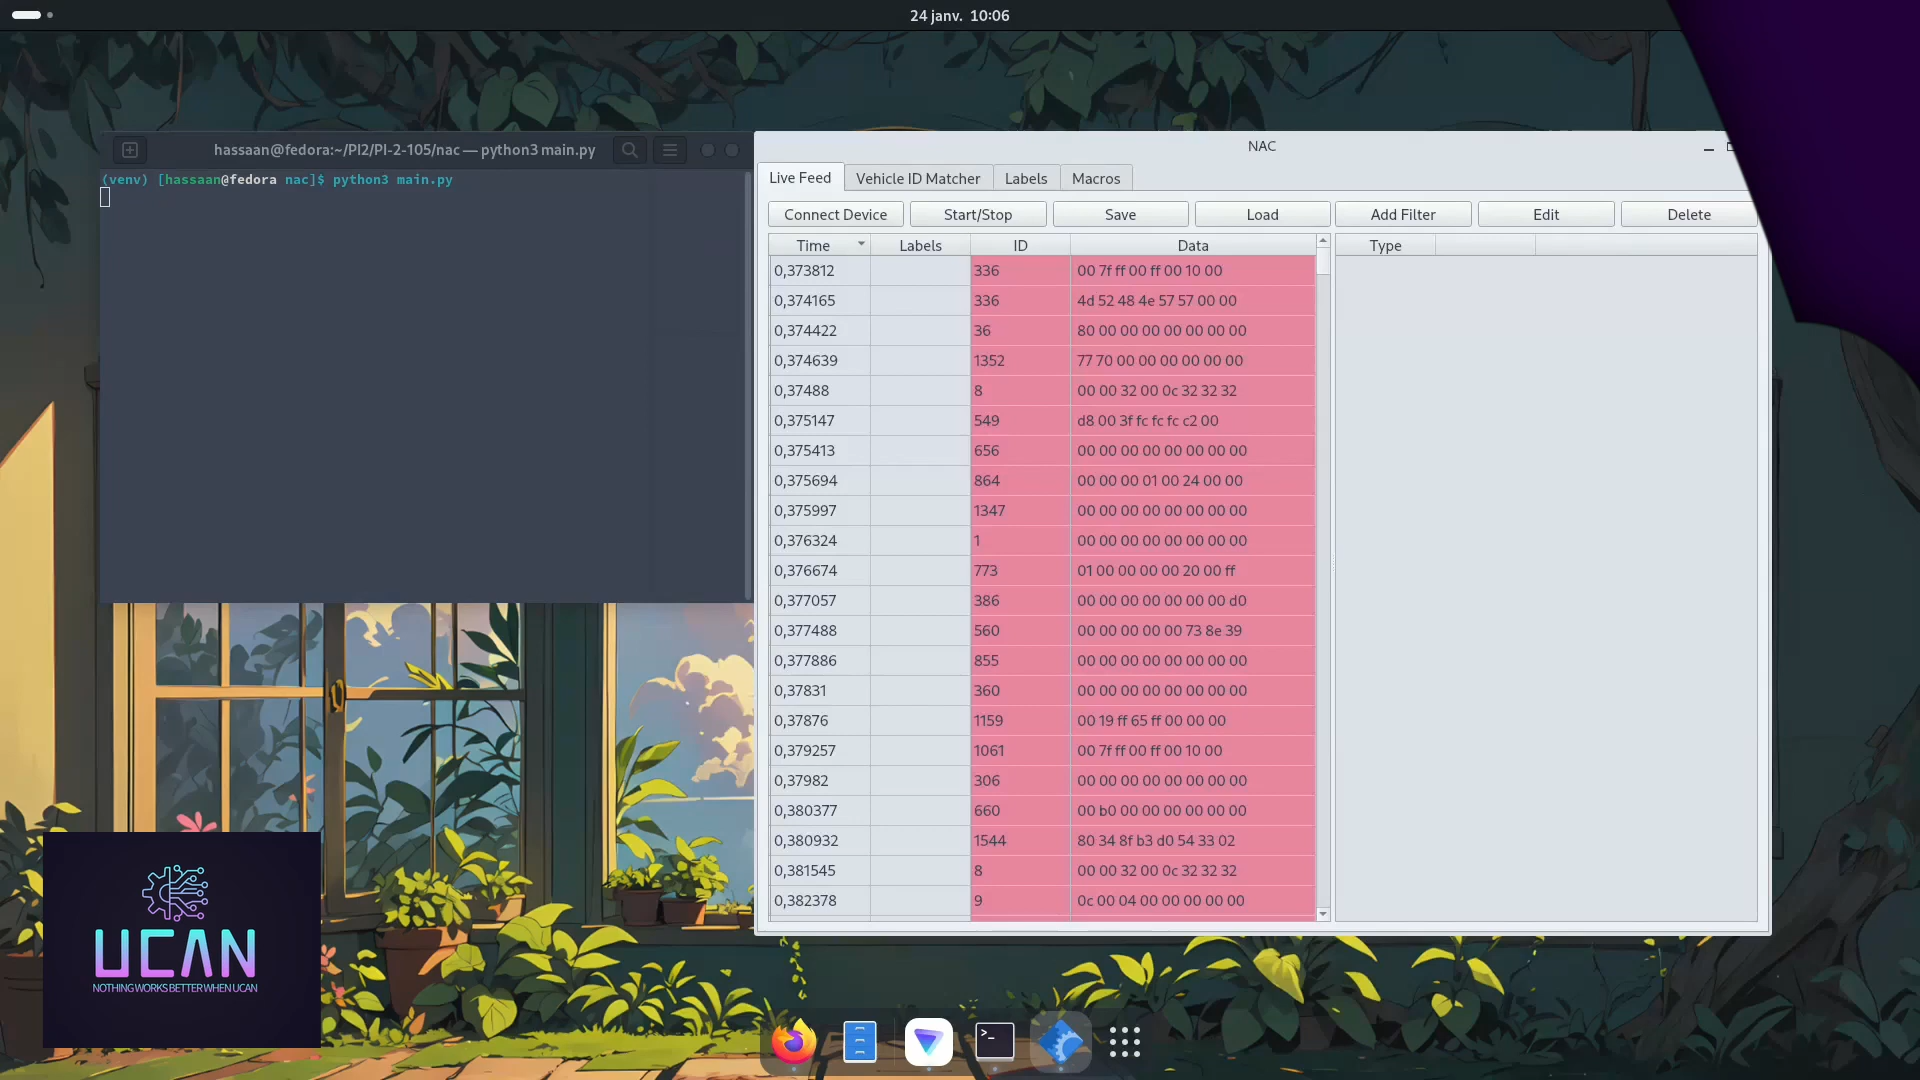 24 janv. 10:06
hassaan@fedora:~/PI2/PI-2-105/nac — python3 main.py
(venv) [hassaan@fedora nac]$ python3 main.py
NAC
Live Feed Vehicle ID Matcher Labels Macros
Connect Device Start/Stop Save Load Add Filter Edit Delete
Time Labels ID Data Type
0,373812 336 00 7f ff 00 ff 00 10 00
0,374165 336 4d 52 48 4e 57 57 00 00
0,374422 36 80 00 00 00 00 00 00 00
0,374639 1352 77 70 00 00 00 00 00 00
0,37488 8 00 00 32 00 0c 32 32 32
0,375147 549 d8 00 3f fc fc fc c2 00
0,375413 656 00 00 00 00 00 00 00 00
0,375694 864 00 00 00 01 00 24 00 00
0,375997 1347 00 00 00 00 00 00 00 00
0,376324 1 00 00 00 00 00 00 00 00
0,376674 773 01 00 00 00 00 20 00 ff
0,377057 386 00 00 00 00 00 00 00 d0
0,377488 560 00 00 00 00 00 73 8e 39
0,377886 855 00 00 00 00 00 00 00 00
0,37831 360 00 00 00 00 00 00 00 00
0,37876 1159 00 19 ff 65 ff 00 00 00
0,379257 1061 00 7f ff 00 ff 00 10 00
0,37982 306 00 00 00 00 00 00 00 00
0,380377 660 00 b0 00 00 00 00 00 00
0,380932 1544 80 34 8f b3 d0 54 33 02
0,381545 8 00 00 32 00 0c 32 32 32
0,382378 9 0c 00 04 00 00 00 00 00
UCAN
NOTHING WORKS BETTER WHEN UCAN